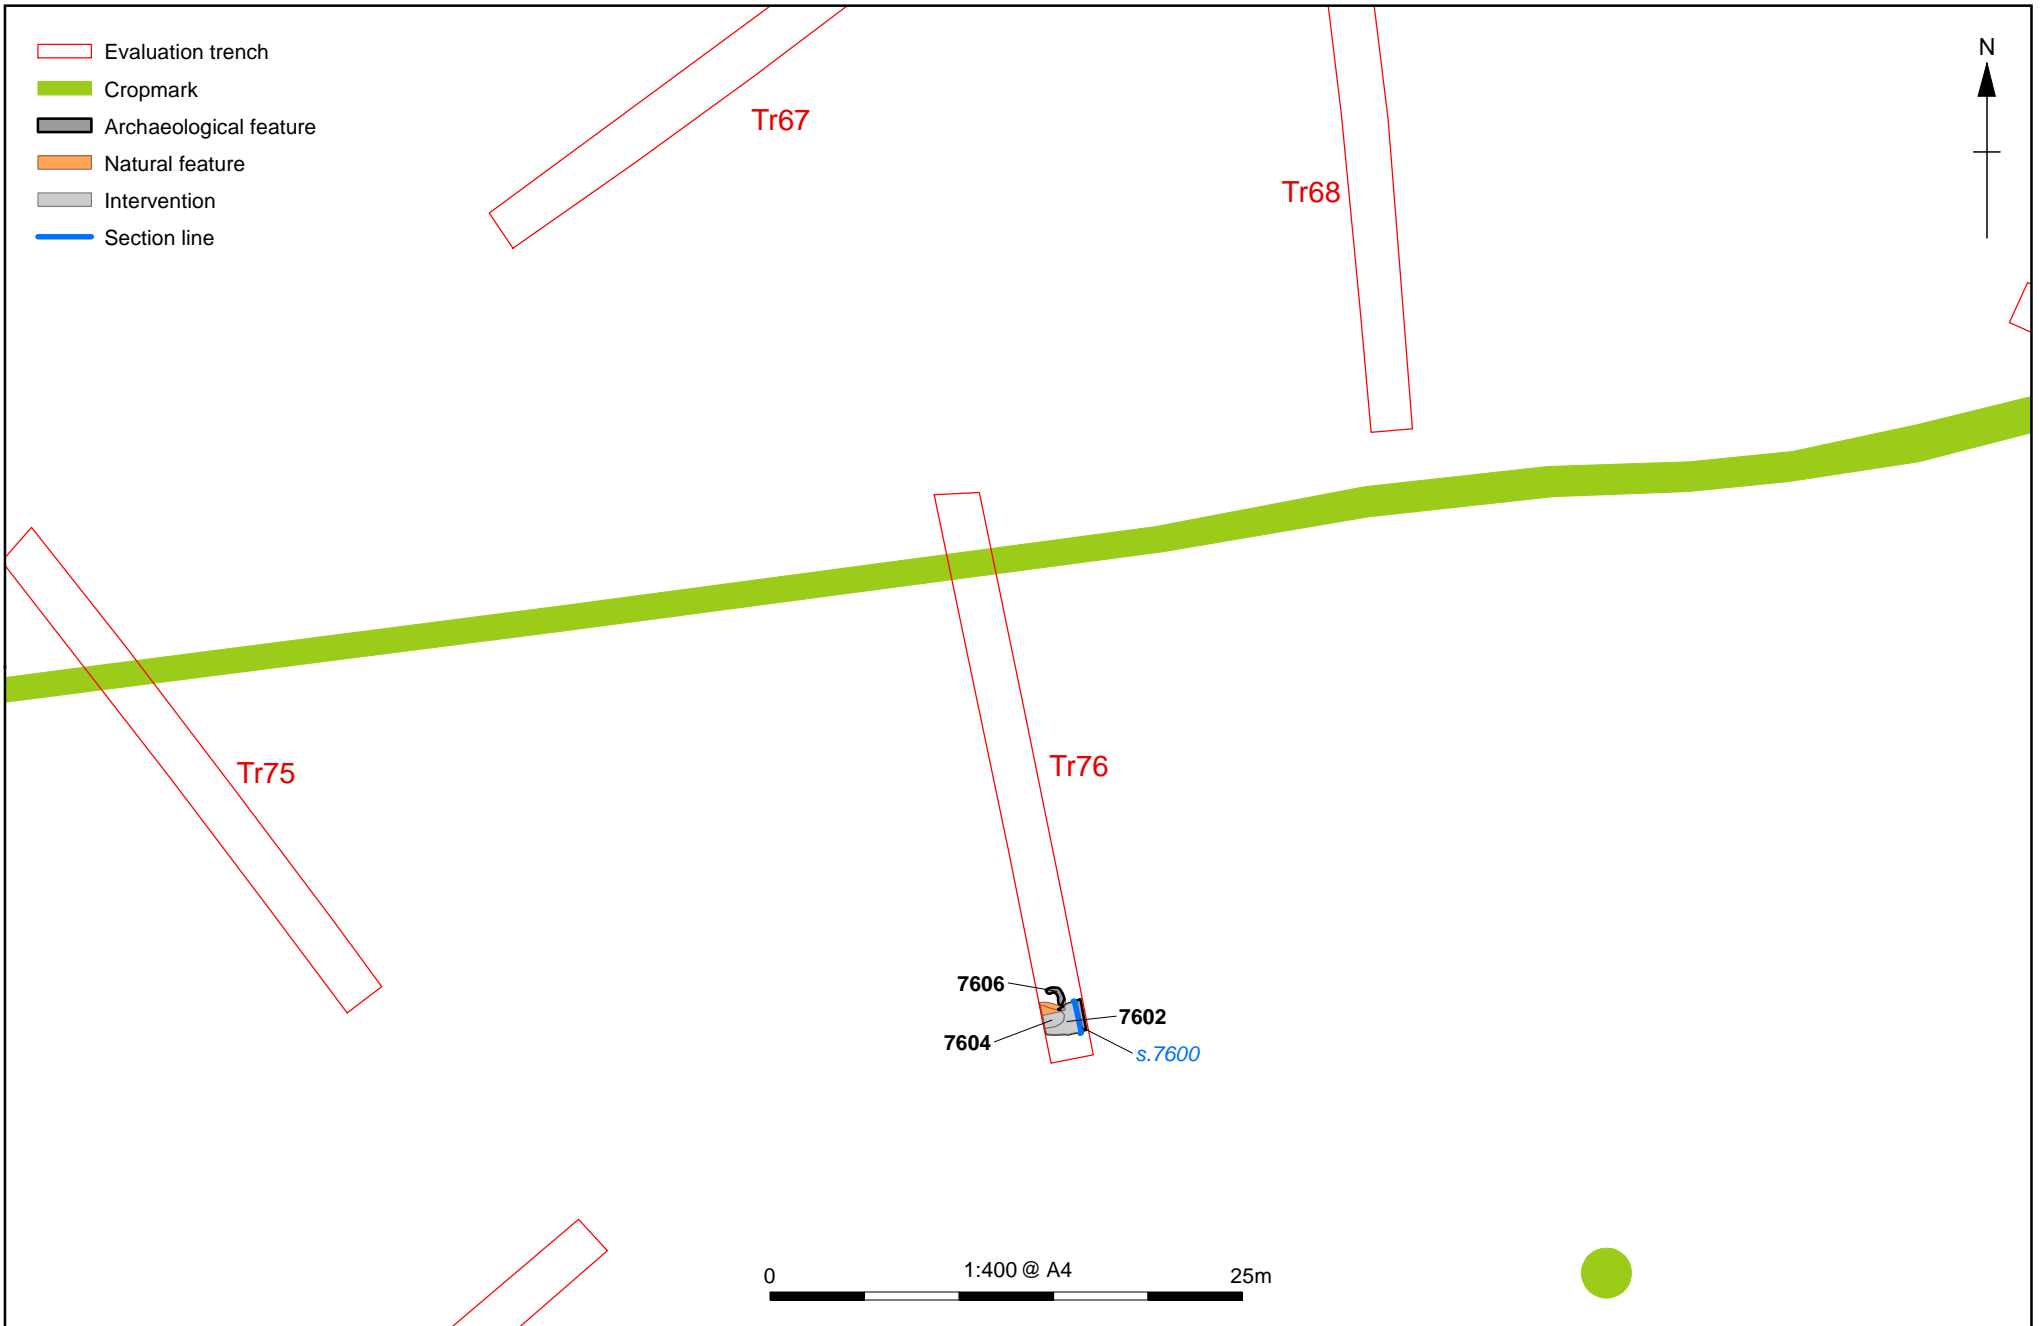 Evaluation trench
Cropmark
Archaeological feature
Natural feature
Intervention
Section line
N
Tr67
Tr68
Tr75
Tr76
7606
7602
7604
s.7600
0
1:400 @ A4
25m